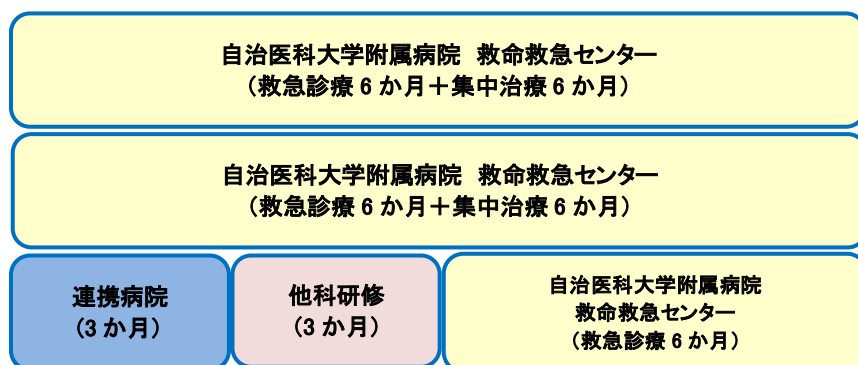 自治医科大学附属病院 救命救急センター
（救急診療 6 か月＋集中治療 6 か月）
自治医科大学附属病院 救命救急センター
（救急診療 6 か月＋集中治療 6 か月）
連携病院
（3 か月）
他科研修
（3 か月）
自治医科大学附属病院
救命救急センター
（救急診療 6 か月）